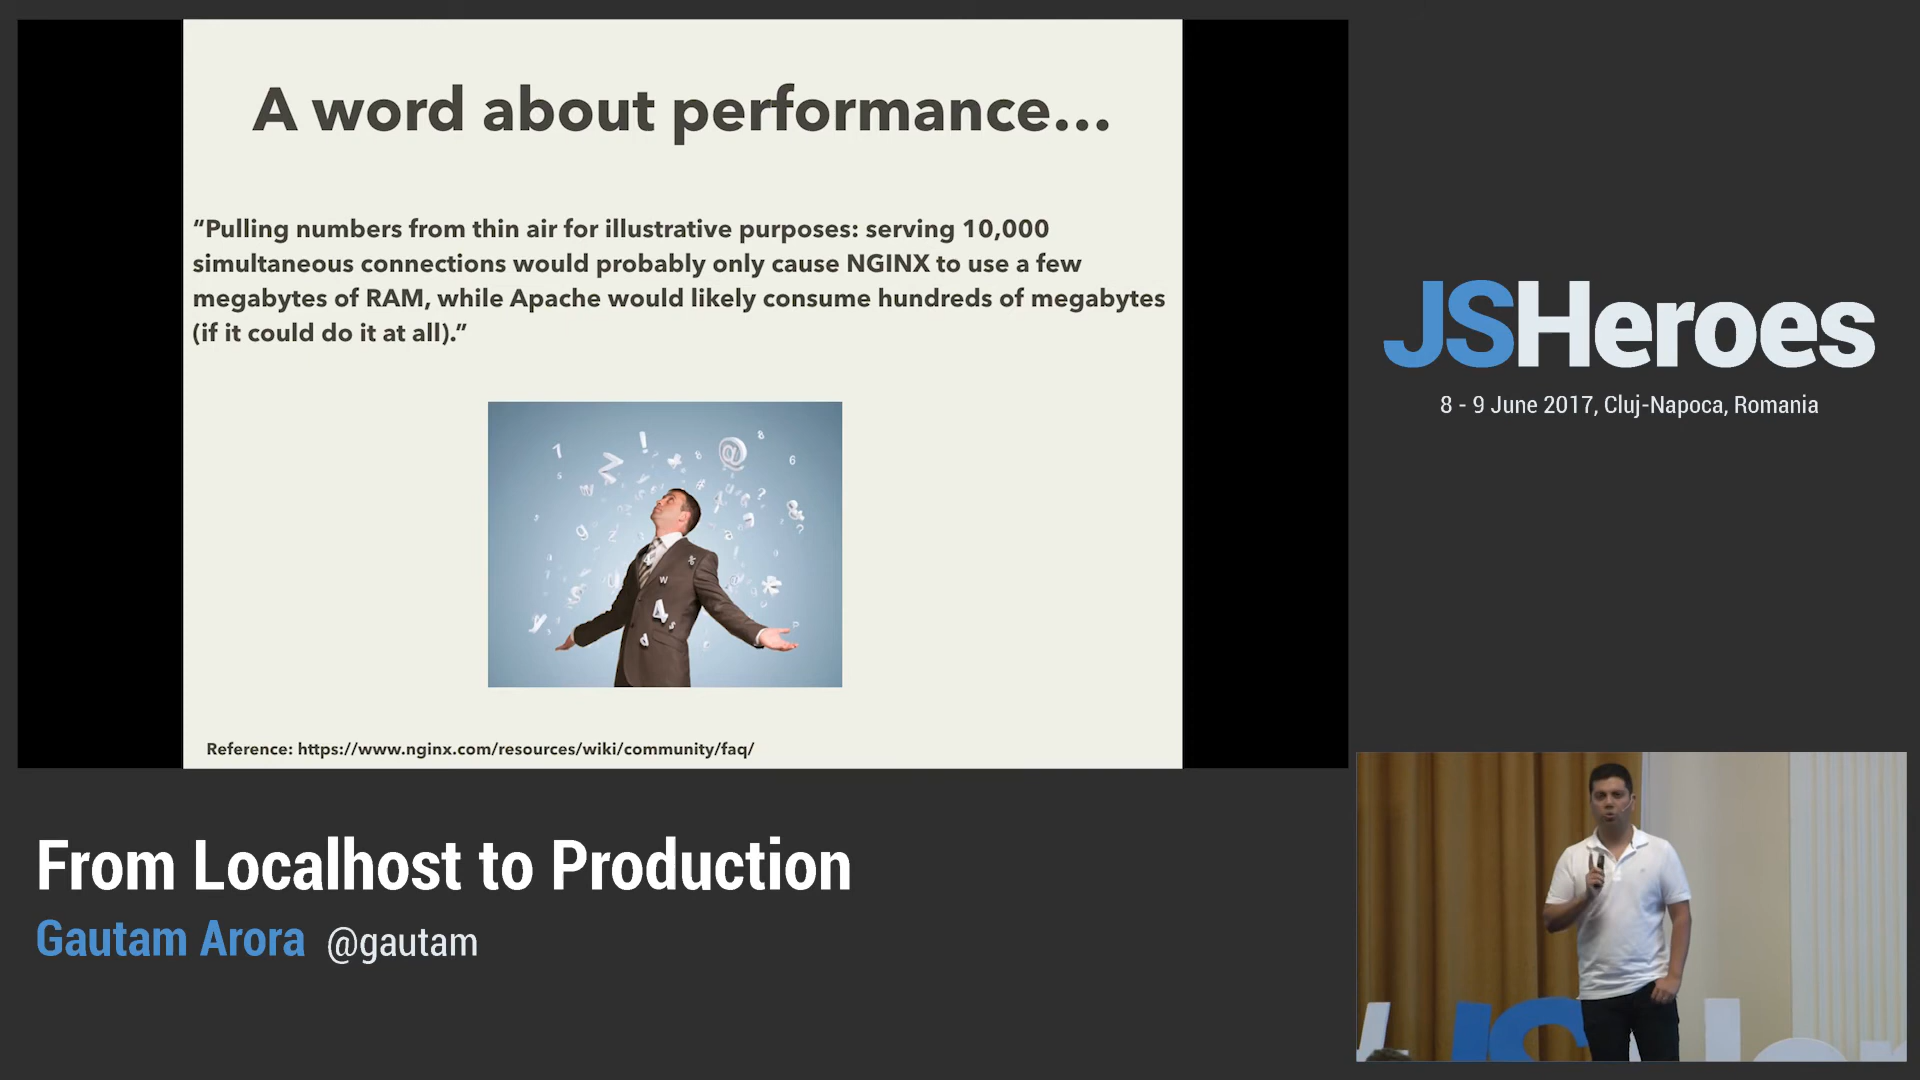 A word about performance...
“Pulling numbers from thin air for illustrative purposes: serving 10,000
simultaneous connections would probably only cause NGINX to use a few
megabytes of RAM, while Apache would likely consume hundreds of megabytes
(if it could do it at all).”
Reference: https://www.nginx.com/resources/wiki/community/faq/
JSHeroes
8 - 9 June 2017, Cluj-Napoca, Romania
From Localhost to Production
Gautam Arora @gautam